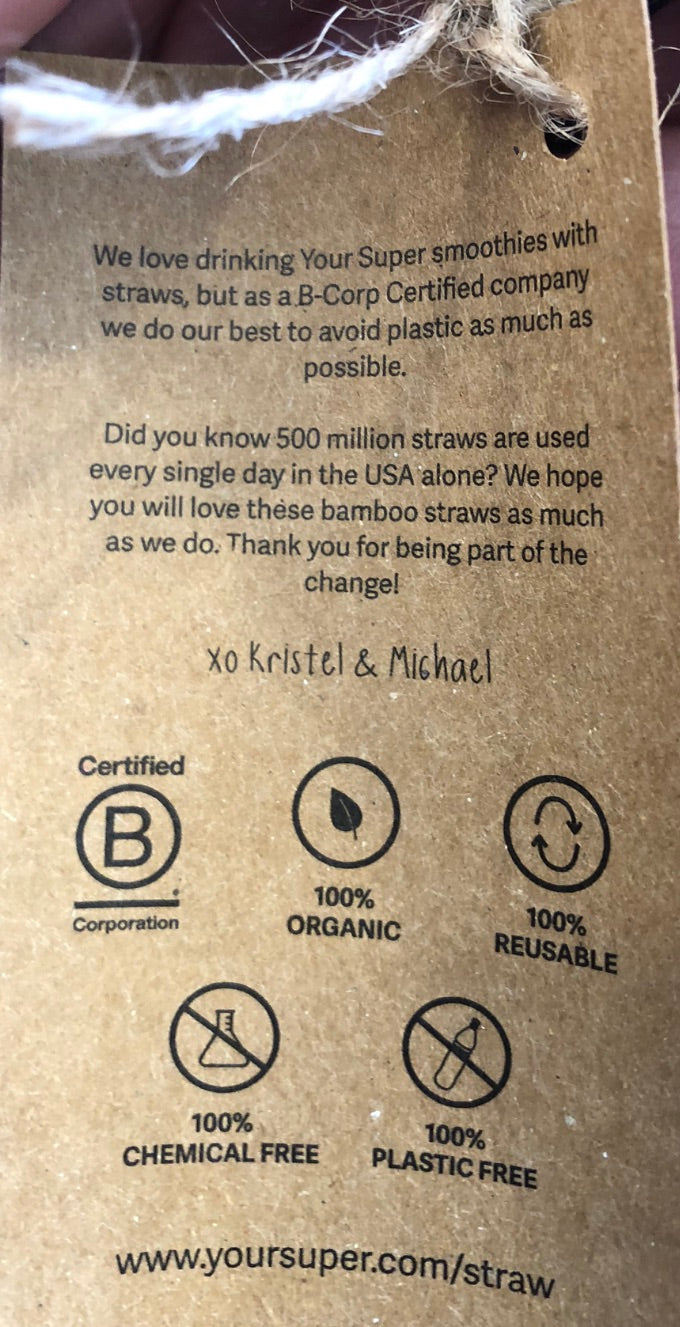 We love drinking Your Super smoothies with
straws, but as a B-Corp Certified company
we do our best to avoid plastic as much as
possible.
Did you know 500 million straws are used
every single day in the USA alone? We hope
you will love these bamboo straws as much
as we do. Thank you for being part of the
change!
xo Kristel & Michael
Certified
B
Corporation
100%
ORGANIC
100%
REUSABLE
100%
CHEMICAL FREE
100%
PLASTIC FREE
www.yoursuper.com/straw